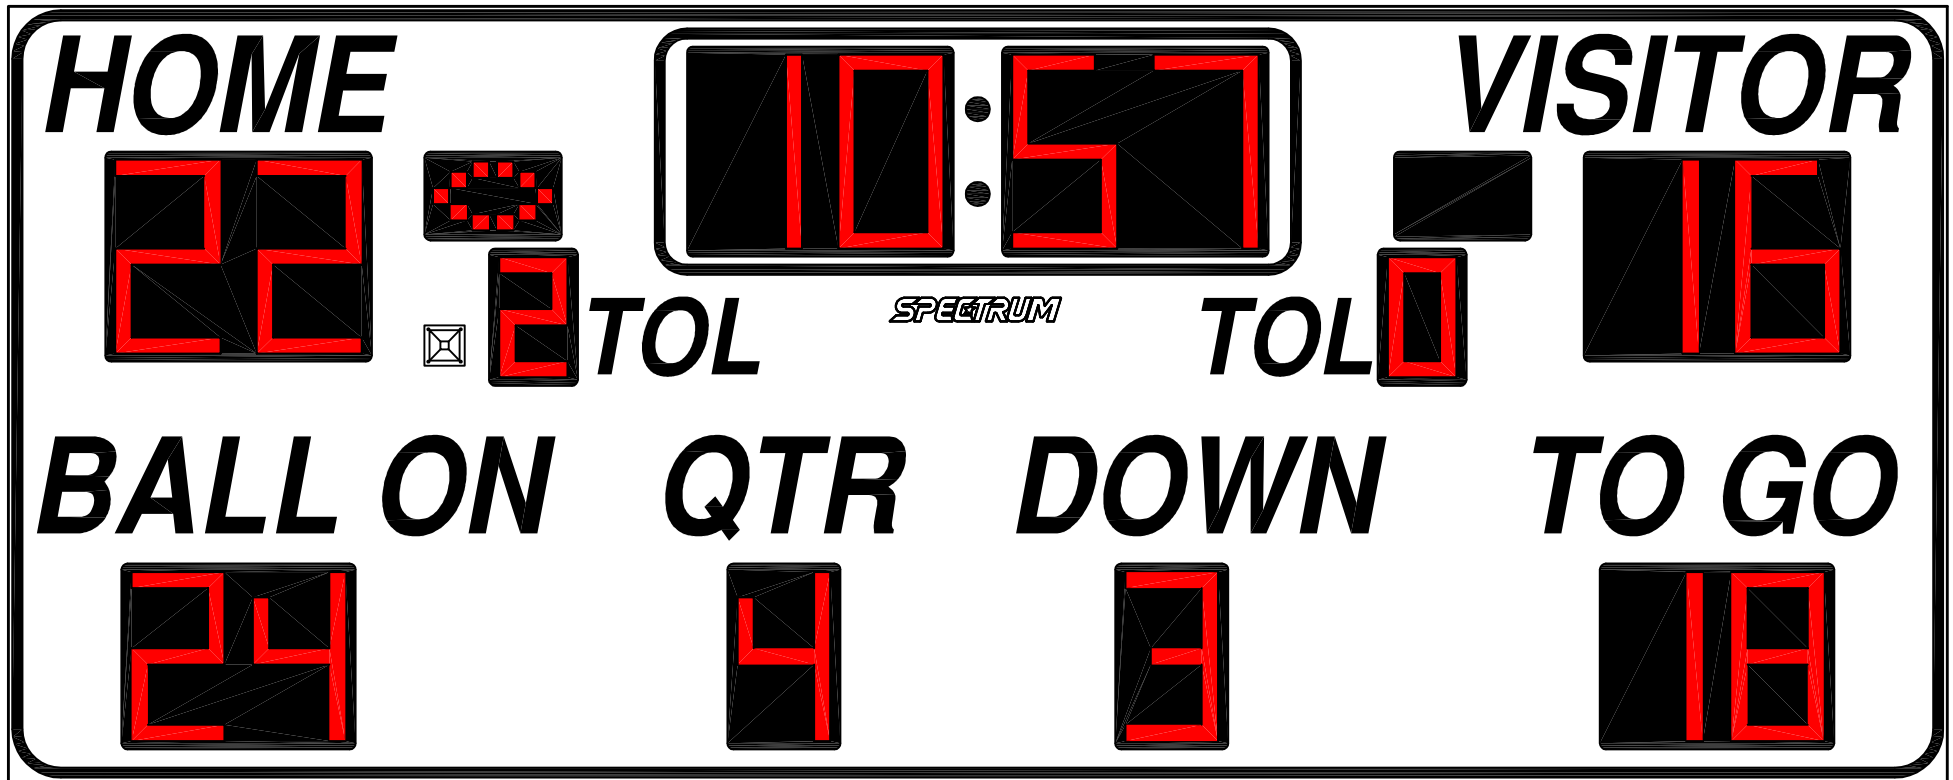 HOME 10:57 VISITOR
22 16
2 TOL SPECTRUM TOL 0
BALL ON QTR DOWN TO GO
24 4 3 18